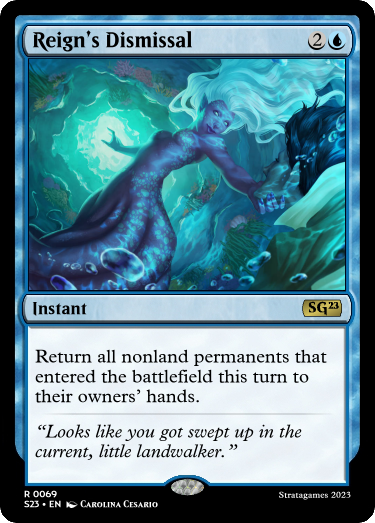 Reign's Dismissal 2
Instant SG23
Return all nonland permanents that
entered the battlefield this turn to
their owners' hands.
“Looks like you got swept up in the
current, little landwalker.”
R 0069
S23 • EN Carolina Cesario Stratagames 2023